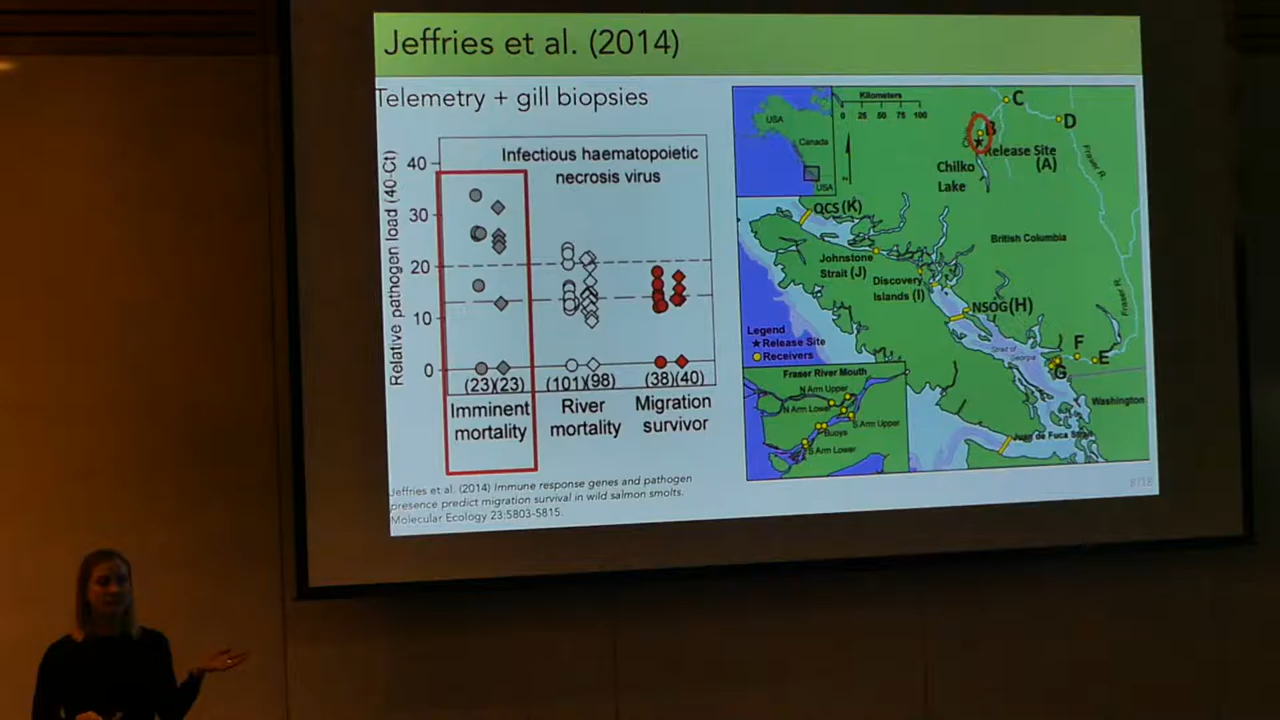 Jeffries et al. (2014)
Telemetry + gill biopsies
Relative pathogen load (40-Ct)
40
30
20
10
0
Infectious haematopoietic
necrosis virus
(23)(23)
(101)(98)
(38)(40)
Imminent
mortality
River
mortality
Migration
survivor
Jeffries et al. (2014) Immune response genes and pathogen
presence predict migration survival in wild salmon smolts.
Molecular Ecology 23:5803-5815.
USA
Canada
USA
Kilometers
0 25 50 75 100
C
D
B
Release Site
(A)
Chilko
Lake
Fraser R.
QCS (K)
British Columbia
Johnstone
Strait (J)
Discovery
Islands (I)
NSOG (H)
Fraser R.
Legend
Release Site
Receivers
Strait of
Georgia
F
E
G
Washington
Juan de Fuca Strait
Fraser River Mouth
N Arm Upper
N Arm Lower
S Arm Upper
Buoys
S Arm Lower
8/18